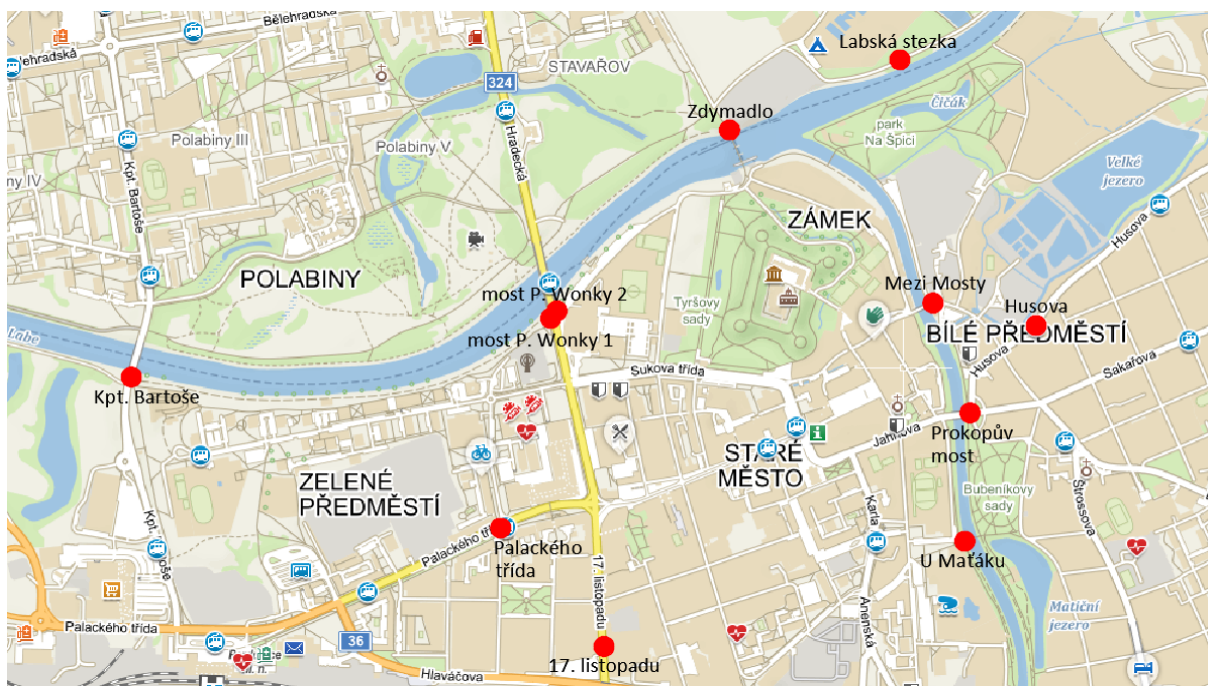 Bělehradská
lehradská
Labská stezka
STAVAŘOV
324
Čičák
Zdymadlo
park
Na Špici
Polabiny III
Polabiny V
Hradecká
Kpt. Bartoše
ny IV
Velké
jezero
ZÁMEK
Husova
POLABINY
Mezi Mosty
most P. Wonky 2
Tyršovy
sady
Husova
Labe
most P. Wonky 1
BÍLÉ PŘEDMĚSTÍ
Husova
Sukova třída
Sakařova
Kpt. Bartoše
Prokopův
most
Jahnova
STARÉ
MĚSTO
ZELENÉ
PŘEDMĚSTÍ
Bubeníkovy
sady
Karla
Štrossova
Palackého tř
Palackého
třída
U Maťáku
Kpt.
oše
17. listopadu
Anenská
Matiční
jezero
Palackého třída
36
17. listopadu
Hlaváčova